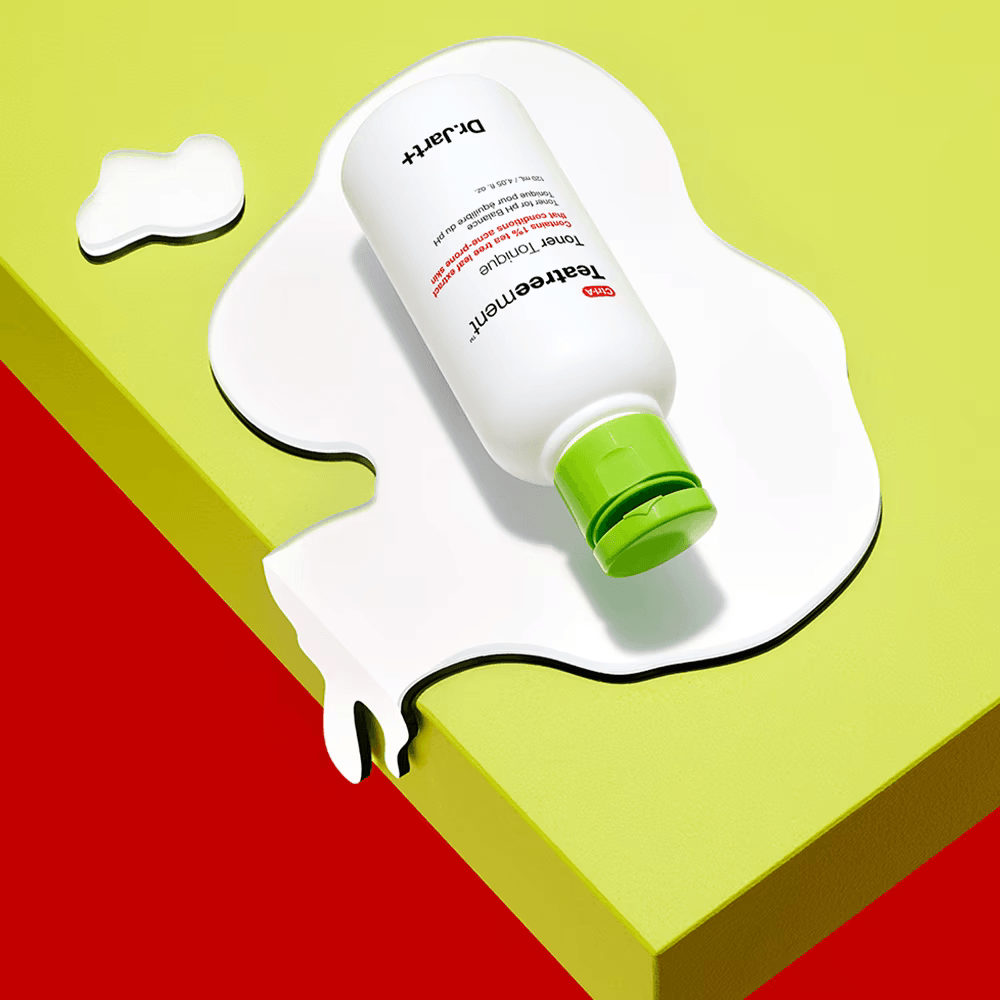 Ctrl+A
Teatreement™
Toner Tonique
Contains 1% tea tree leaf extract
that conditions acne-prone skin
Toner for pH Balance
Tonique pour équilibre du pH
120 mL / 4.05 fl. oz.
Dr.Jart+